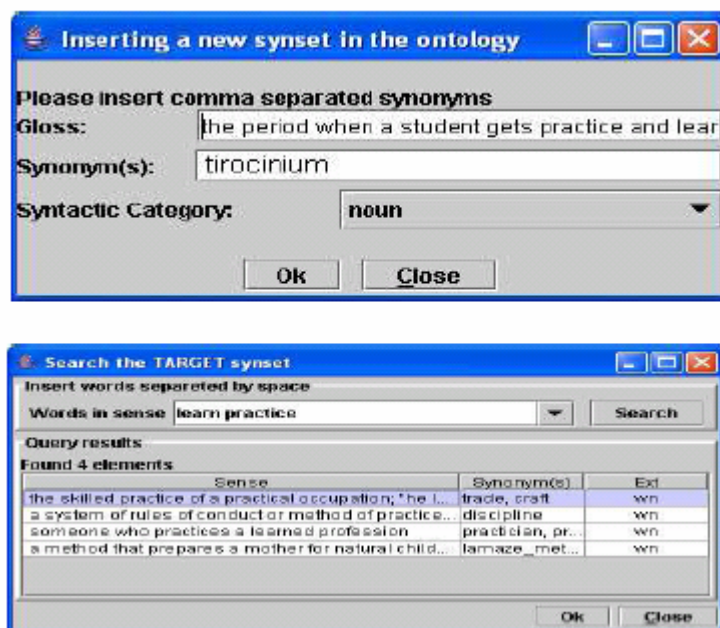 Inserting a new synset in the ontology
Please insert comma separated synonyms
Gloss: the period when a student gets practice and lear
Synonym(s): tirocinium
Syntactic Category: noun
Ok Close
Search the TARGET synset
Insert words separeted by space
Words in sense learn practice Search
Query results
Found 4 elements
Sense Synonym(s) Ext
the skilled practice of a practical occupation; "he l... trade, craft wn
a system of rules of conduct or method of practice... discipline wn
someone who practices a learned profession practician, pr... wn
a method that prepares a mother for natural child... lamaze_met... wn
Ok Close